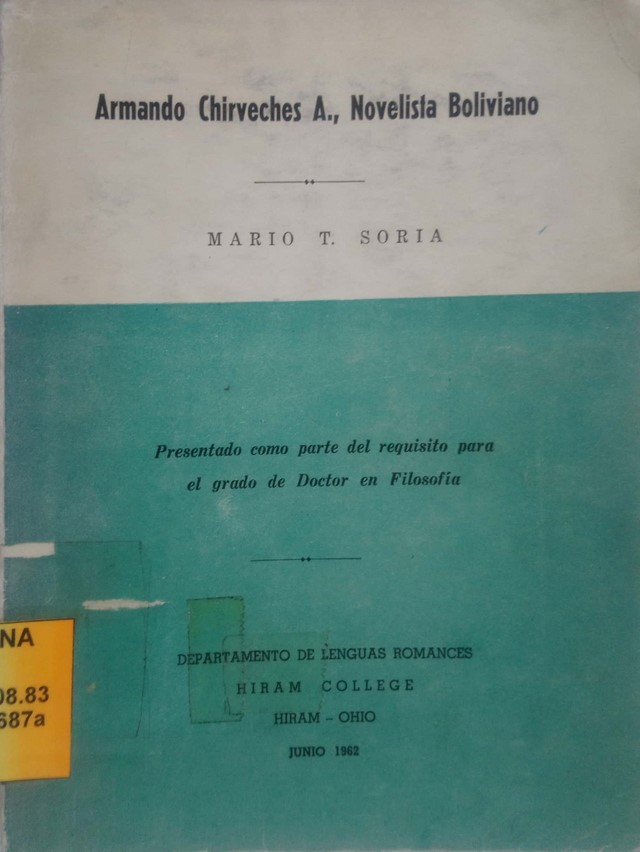 Armando Chirveches A., Novelista Boliviano
MARIO T. SORIA
Presentado como parte del requisito para
el grado de Doctor en Filosofía
DEPARTAMENTO DE LENGUAS ROMANCES
HIRAM COLLEGE
HIRAM - OHIO
JUNIO 1962
NA
08.83
687a